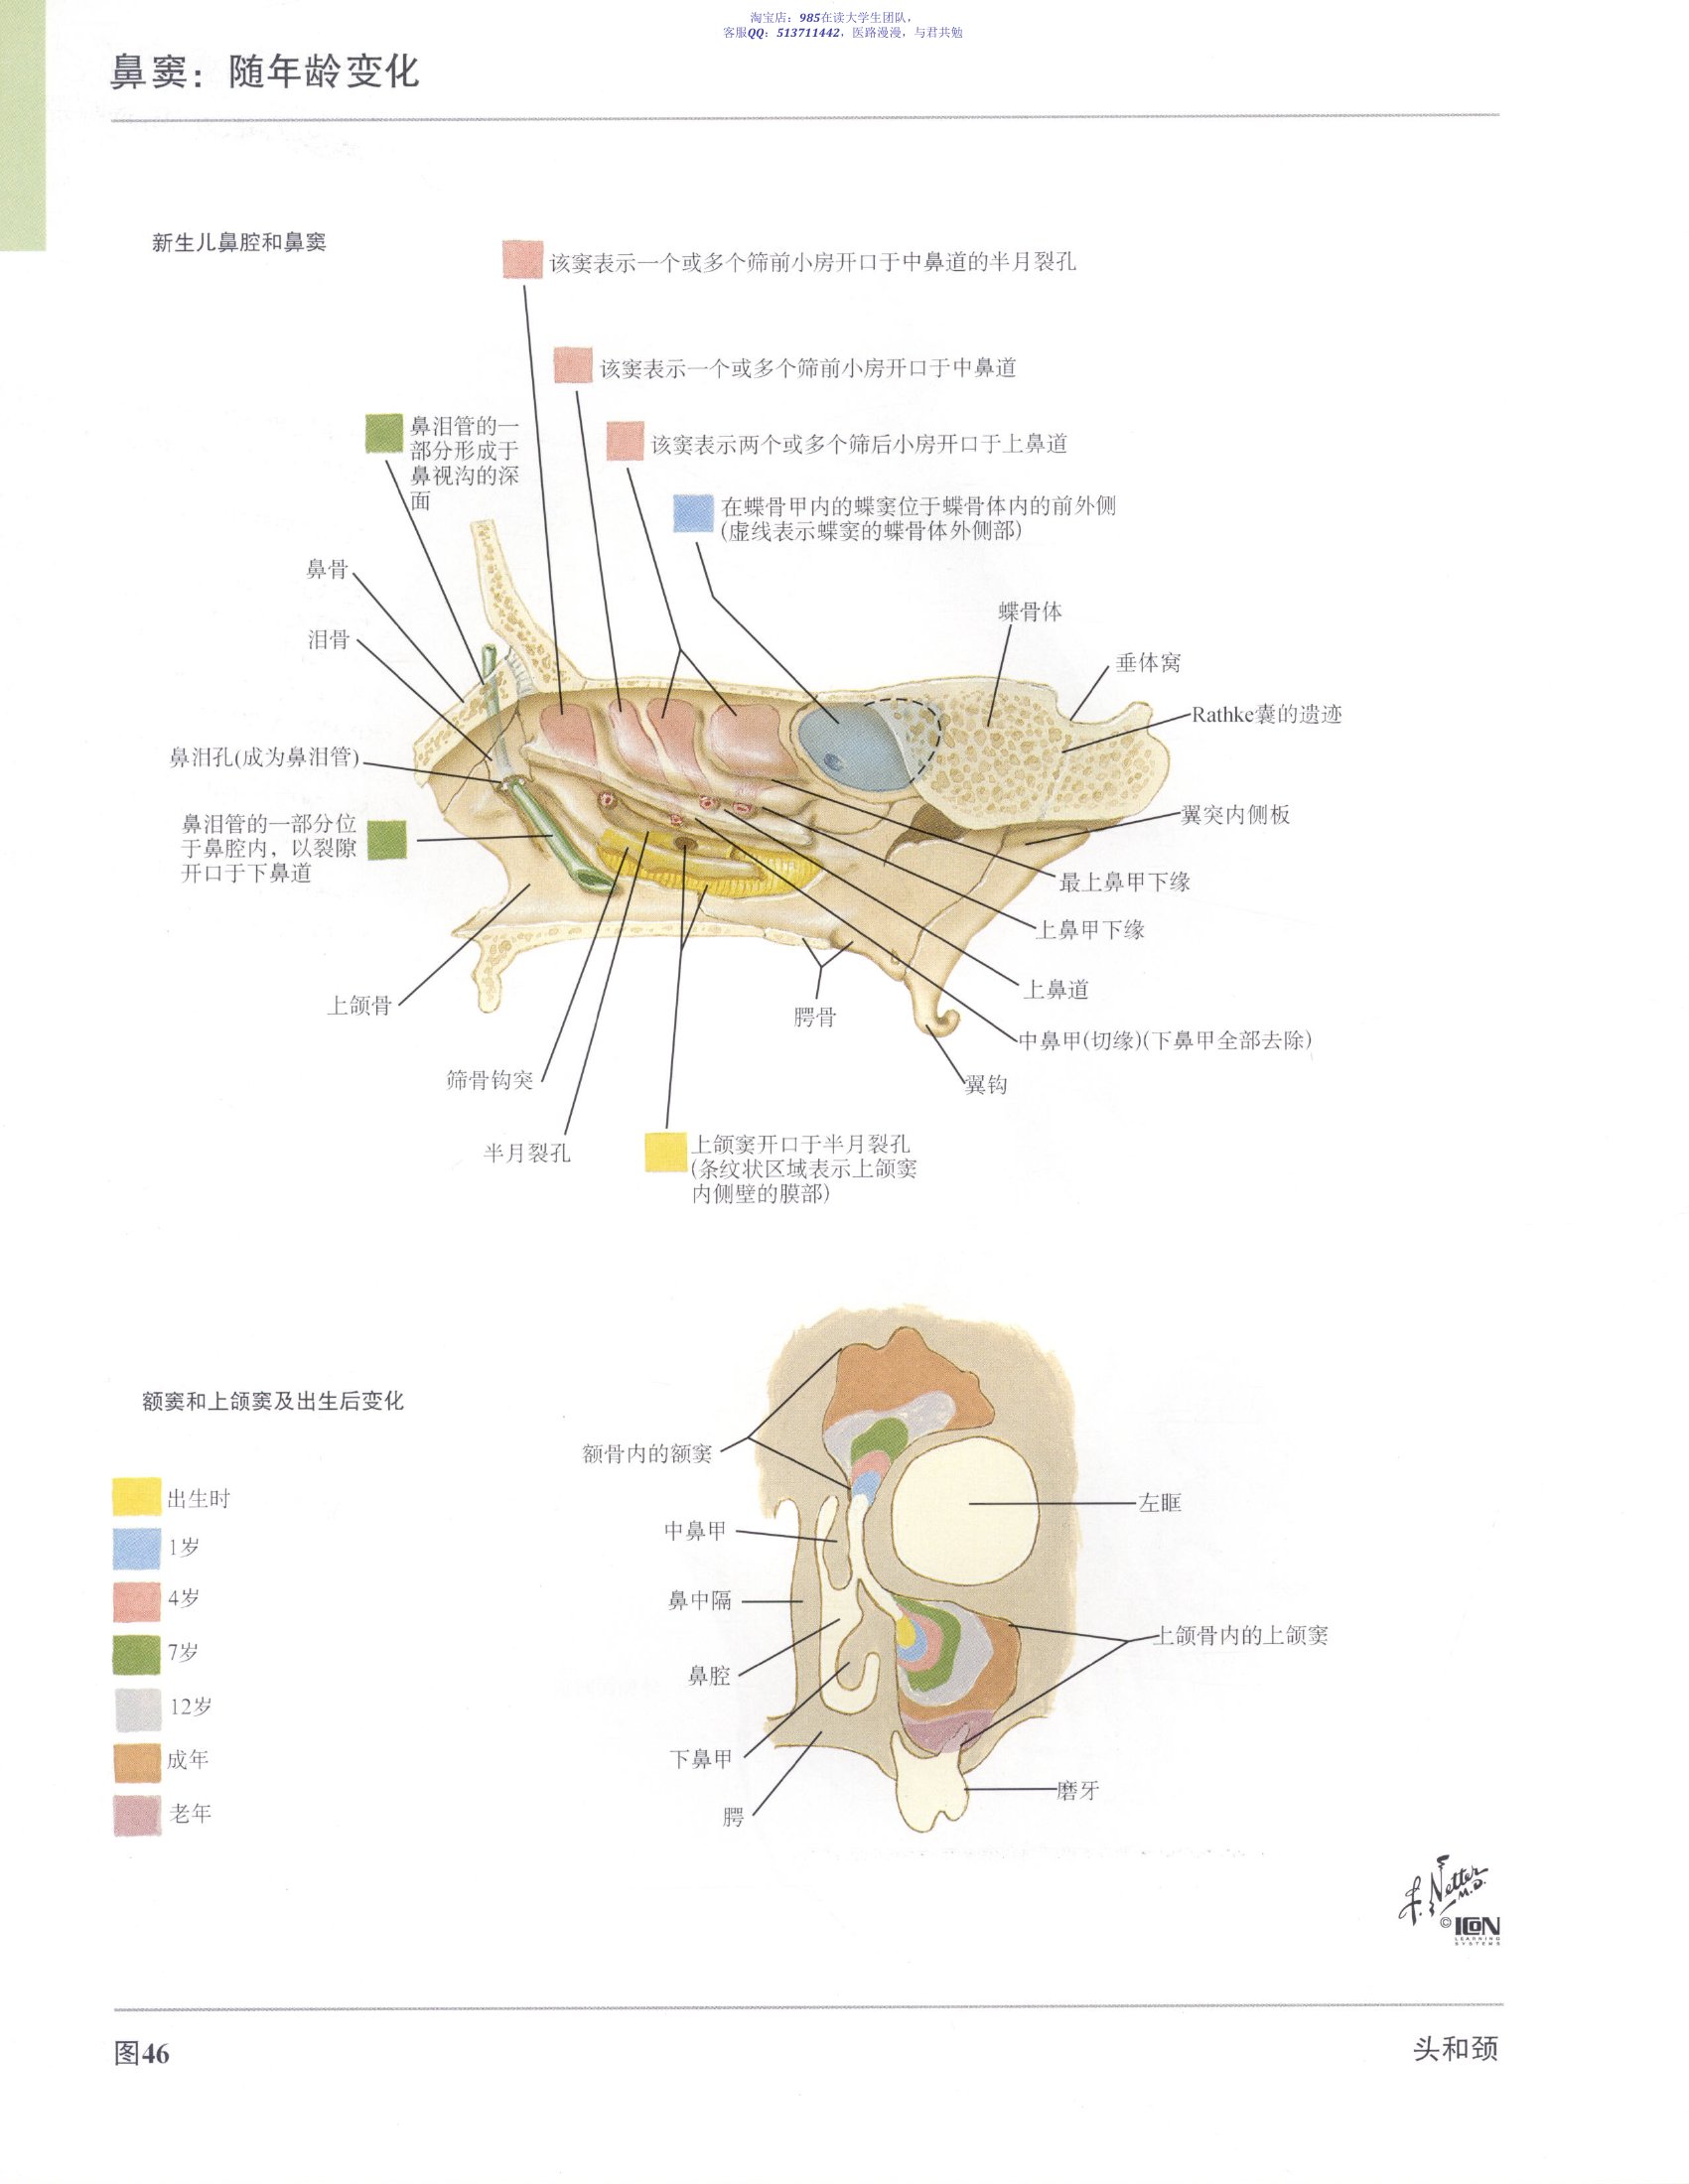 淘宝店：985在读大学生团队，
客服QQ：513711442，医路漫漫，与君共勉
鼻窦：随年龄变化
新生儿鼻腔和鼻窦
该窦表示一个或多个筛前小房开口于中鼻道的半月裂孔
该窦表示一个或多个筛前小房开口于中鼻道
鼻泪管的一
部分形成于
鼻视沟的深
面
该窦表示两个或多个筛后小房开口于上鼻道
在蝶骨甲内的蝶窦位于蝶骨体内的前外侧
(虚线表示蝶窦的蝶骨体外侧部)
鼻骨
泪骨
蝶骨体
垂体窝
Rathke囊的遗迹
鼻泪孔(成为鼻泪管)
鼻泪管的一部分位
于鼻腔内，以裂隙
开口于下鼻道
翼突内侧板
最上鼻甲下缘
上鼻甲下缘
上鼻道
上颌骨
腭骨
中鼻甲(切缘)(下鼻甲全部去除)
筛骨钩突
翼钩
半月裂孔
上颌窦开口于半月裂孔
(条纹状区域表示上颌窦
内侧壁的膜部)
额窦和上颌窦及出生后变化
出生时
1岁
4岁
7岁
12岁
成年
老年
额骨内的额窦
中鼻甲
左眶
鼻中隔
上颌骨内的上颌窦
鼻腔
下鼻甲
磨牙
腭
F. Netter
M.D.
© ICON
LEARNING
SYSTEMS
图46
头和颈